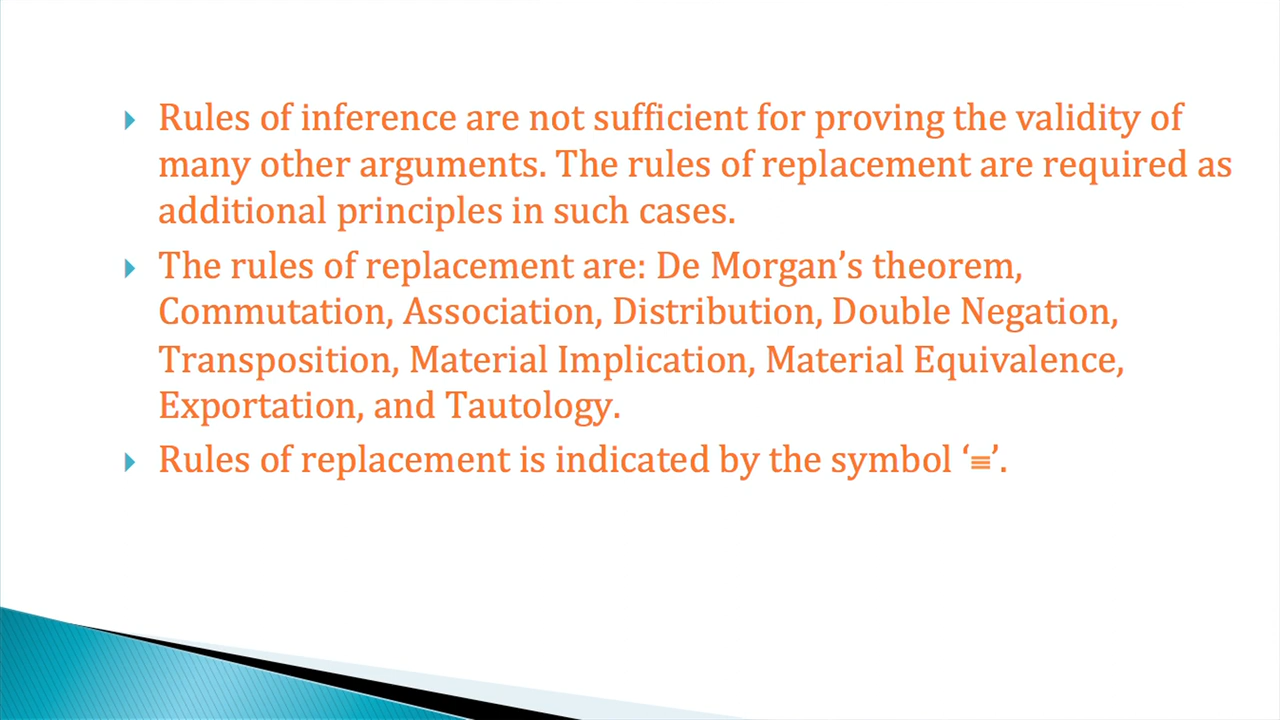 Rules of inference are not sufficient for proving the validity of
many other arguments. The rules of replacement are required as
additional principles in such cases.
The rules of replacement are: De Morgan’s theorem,
Commutation, Association, Distribution, Double Negation,
Transposition, Material Implication, Material Equivalence,
Exportation, and Tautology.
Rules of replacement is indicated by the symbol ‘≡’.